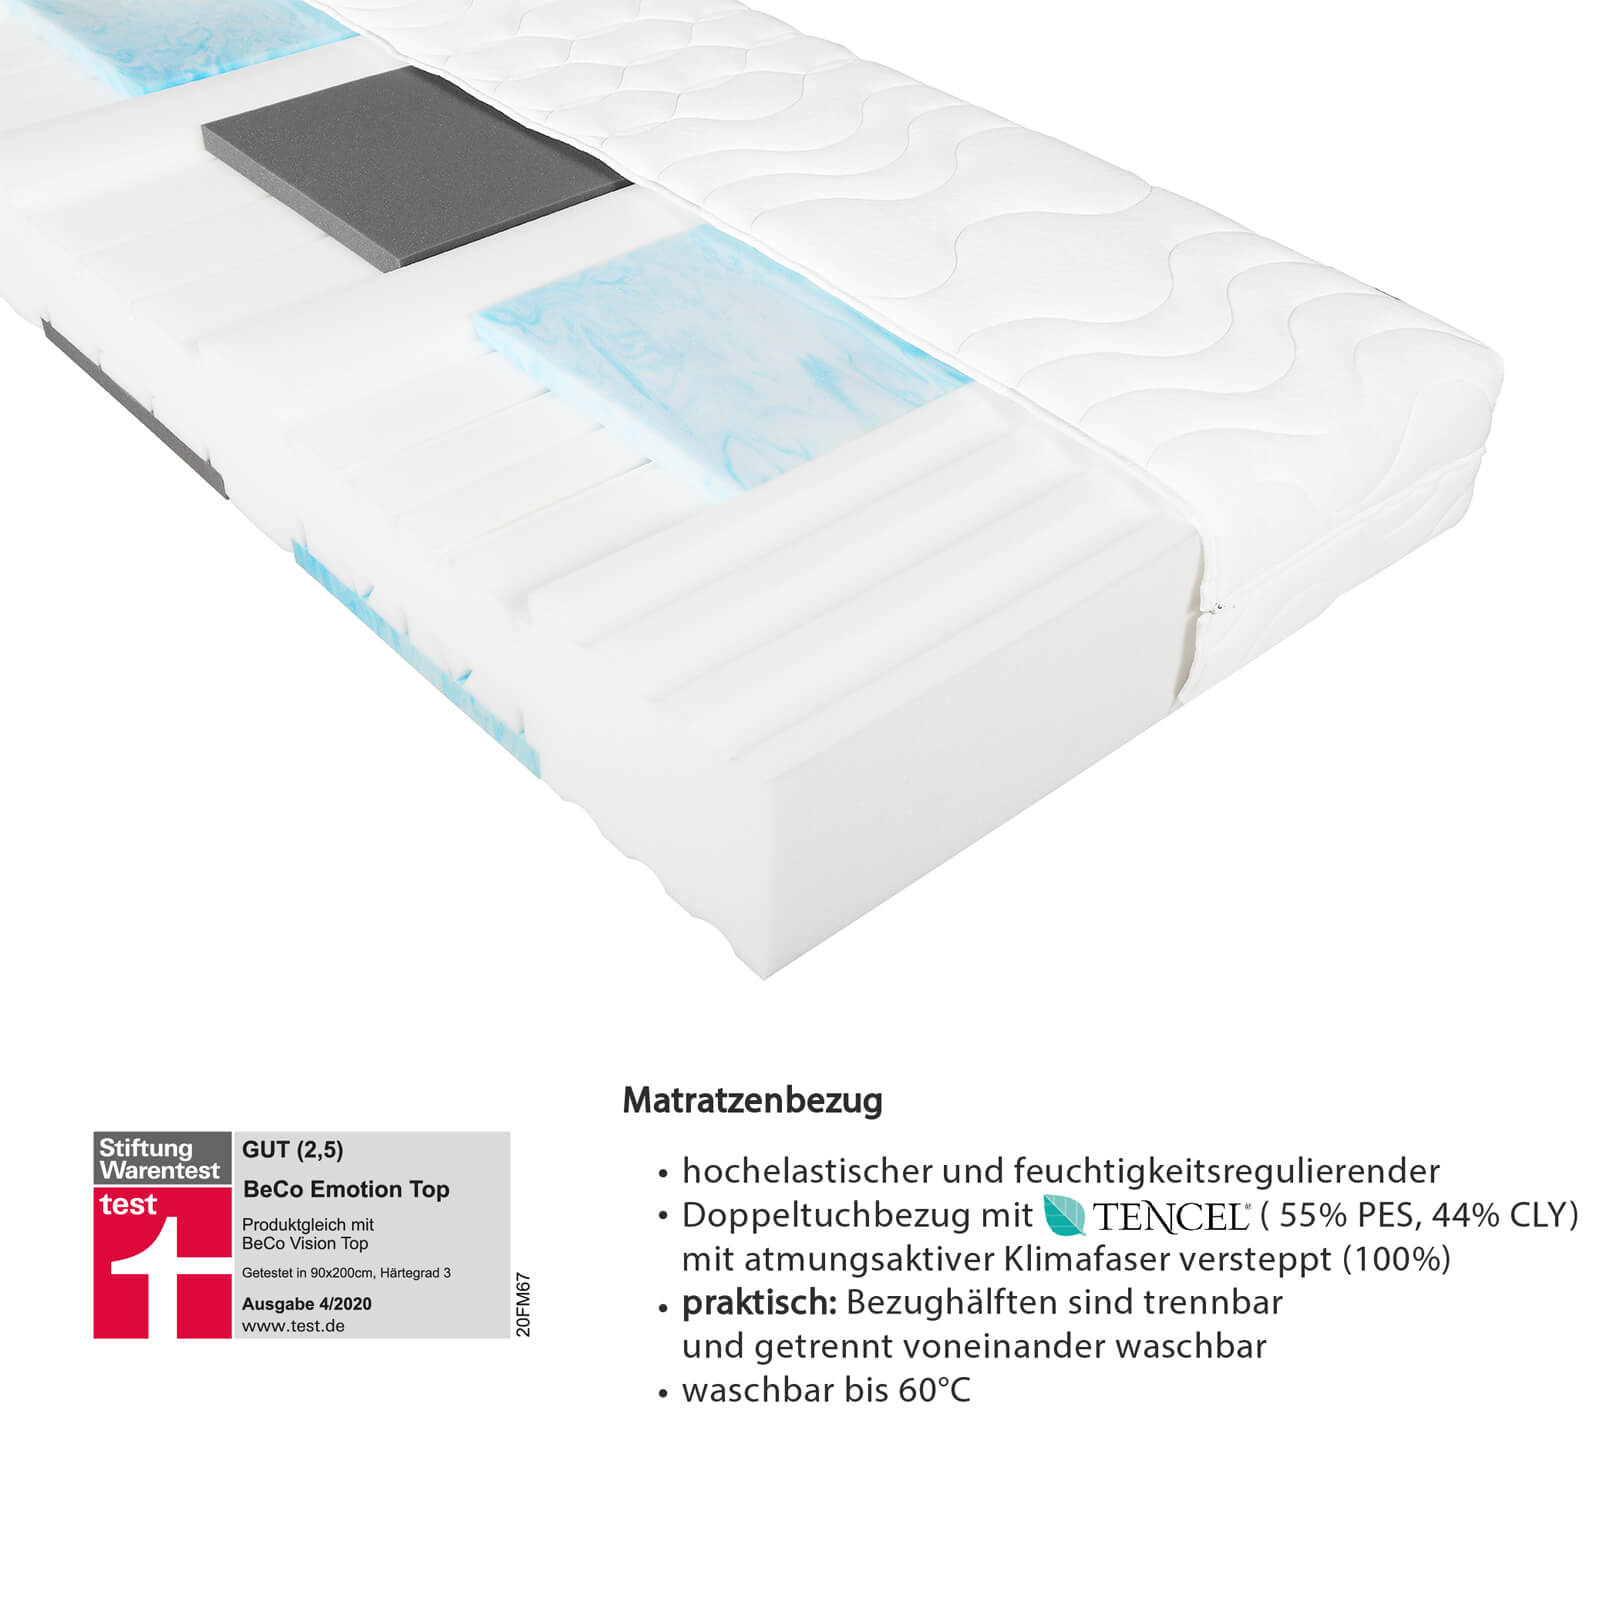 Matratzenbezug
• hochelastischer und feuchtigkeitsregulierender
• Doppeltuchbezug mit TENCEL® ( 55% PES, 44% CLY)
mit atmungsaktiver Klimafaser versteppt (100%)
• praktisch: Bezughälften sind trennbar
und getrennt voneinander waschbar
• waschbar bis 60°C
Stiftung
Warentest
test
GUT (2,5)
BeCo Emotion Top
Produktgleich mit
BeCo Vision Top
Getestet in 90x200cm, Härtegrad 3
Ausgabe 4/2020
www.test.de
20FM67